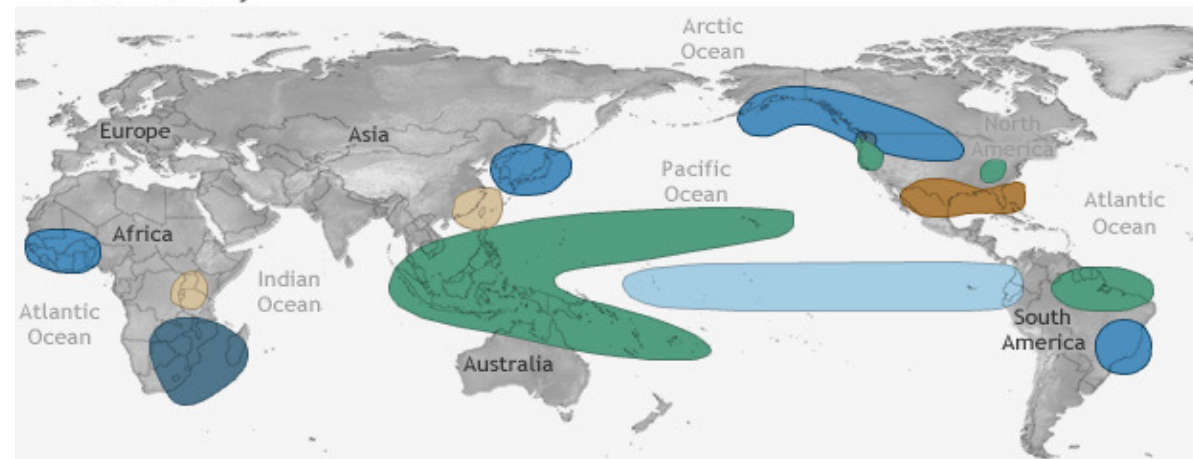 Arctic
Ocean
Europe
Asia
North
America
Pacific
Ocean
Atlantic
Ocean
Africa
Indian
Ocean
Atlantic
Ocean
South
America
Australia